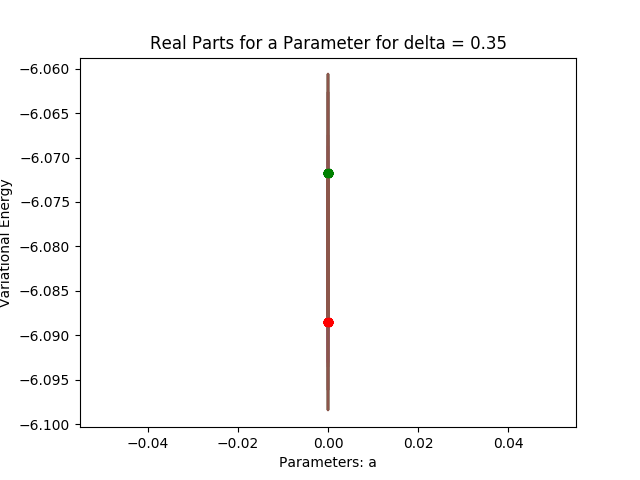 Real Parts for a Parameter for delta = 0.35
−6.060
−6.065
−6.070
−6.075
−6.080
−6.085
−6.090
−6.095
−6.100
Variational Energy
−0.04 −0.02 0.00 0.02 0.04
Parameters: a